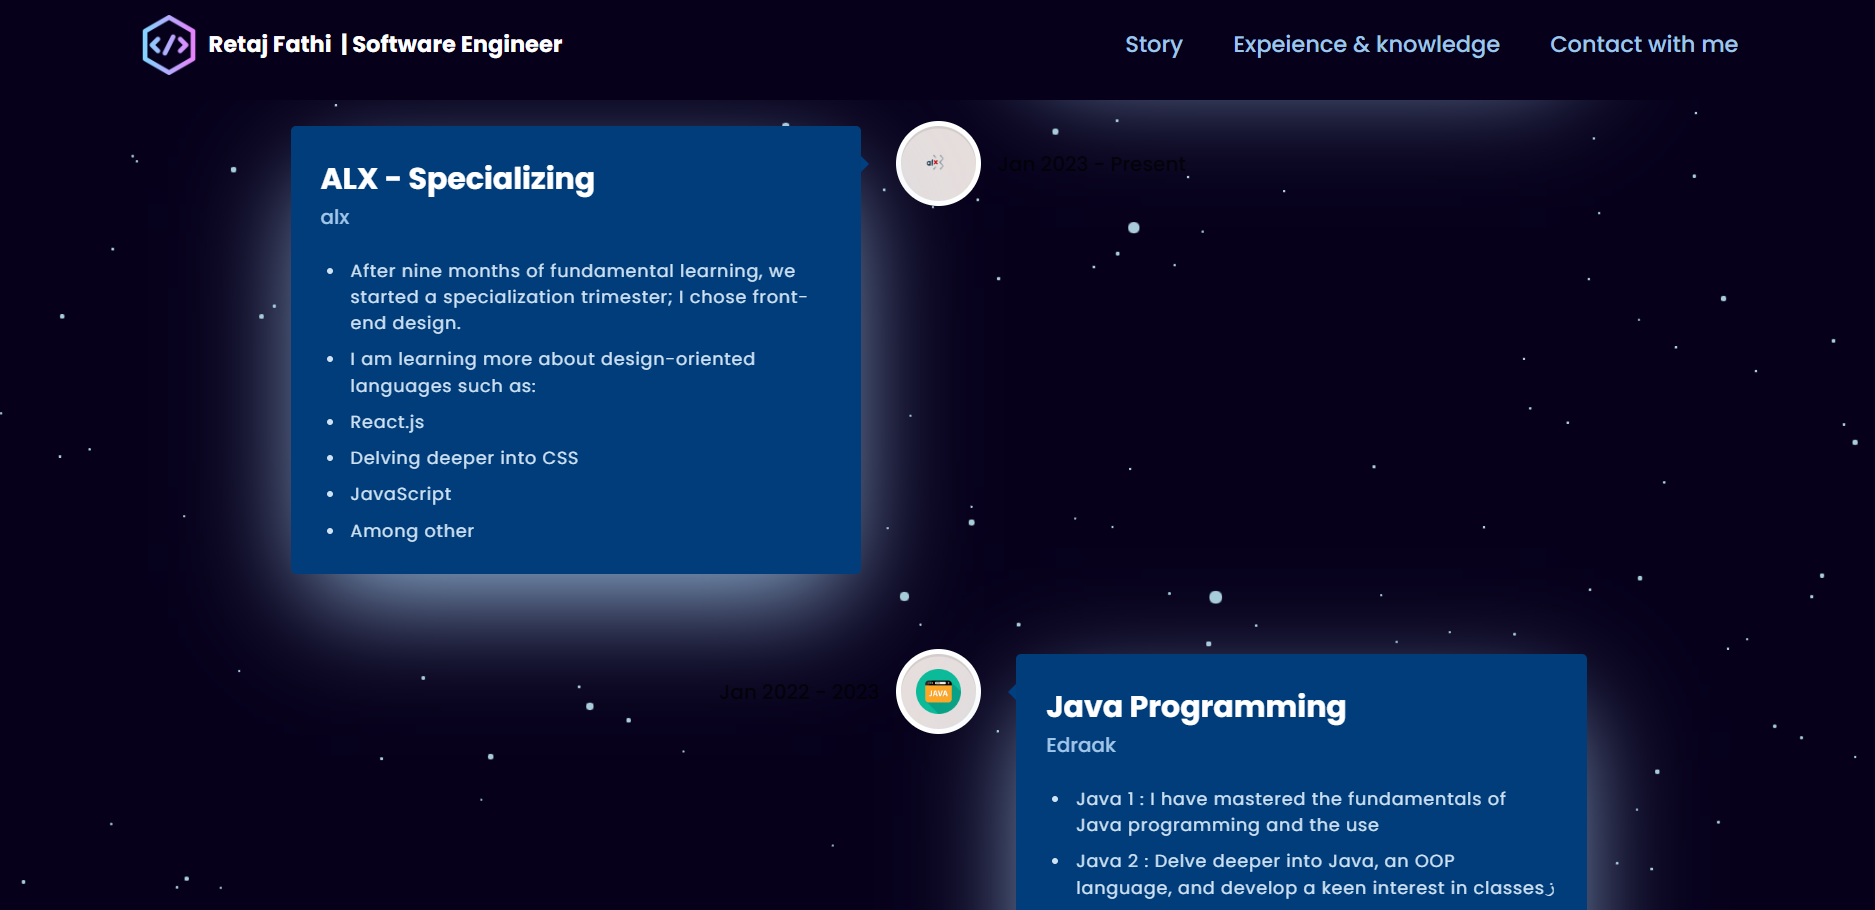 Retaj Fathi | Software Engineer
Story
Expeience & knowledge
Contact with me
ALX - Specializing
alx
• After nine months of fundamental learning, we
started a specialization trimester; I chose front-
end design.
• I am learning more about design-oriented
languages such as:
• React.js
• Delving deeper into CSS
• JavaScript
• Among other
alx
Jan 2023 - Present
Jan 2022 - 2023
JAVA
Java Programming
Edraak
• Java 1 : I have mastered the fundamentals of
Java programming and the use
• Java 2 : Delve deeper into Java, an OOP
language, and develop a keen interest in classesز